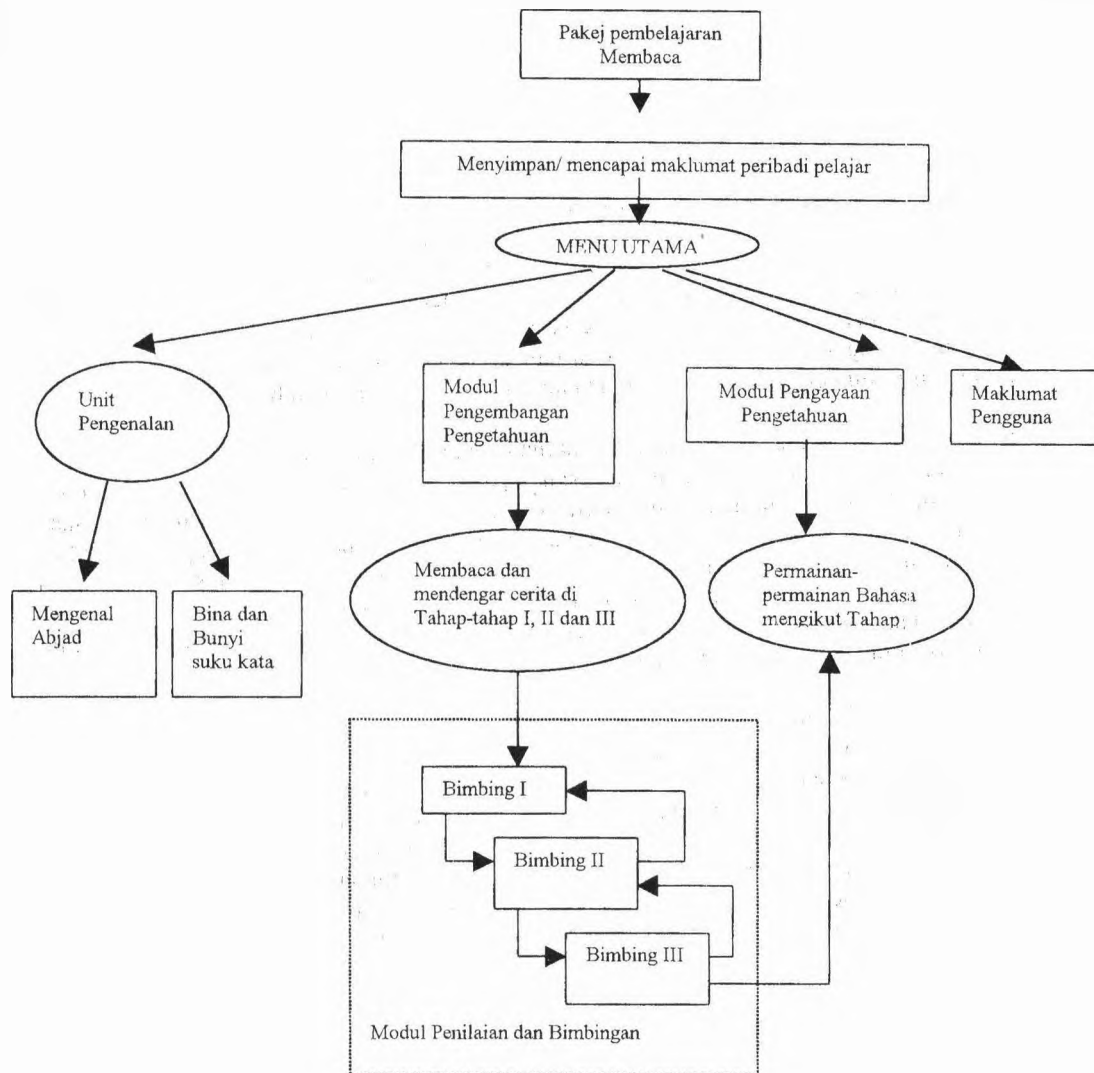 Pakej pembelajaran
Membaca
Menyimpan/ mencapai maklumat peribadi pelajar
MENU UTAMA
Unit
Pengenalan
Modul
Pengembangan
Pengetahuan
Modul Pengayaan
Pengetahuan
Maklumat
Pengguna
Mengenal
Abjad
Bina dan
Bunyi
suku kata
Membaca dan
mendengar cerita di
Tahap-tahap I, II dan III
Permainan-
permainan Bahasa
mengikut Tahap
Bimbing I
Bimbing II
Bimbing III
Modul Penilaian dan Bimbingan